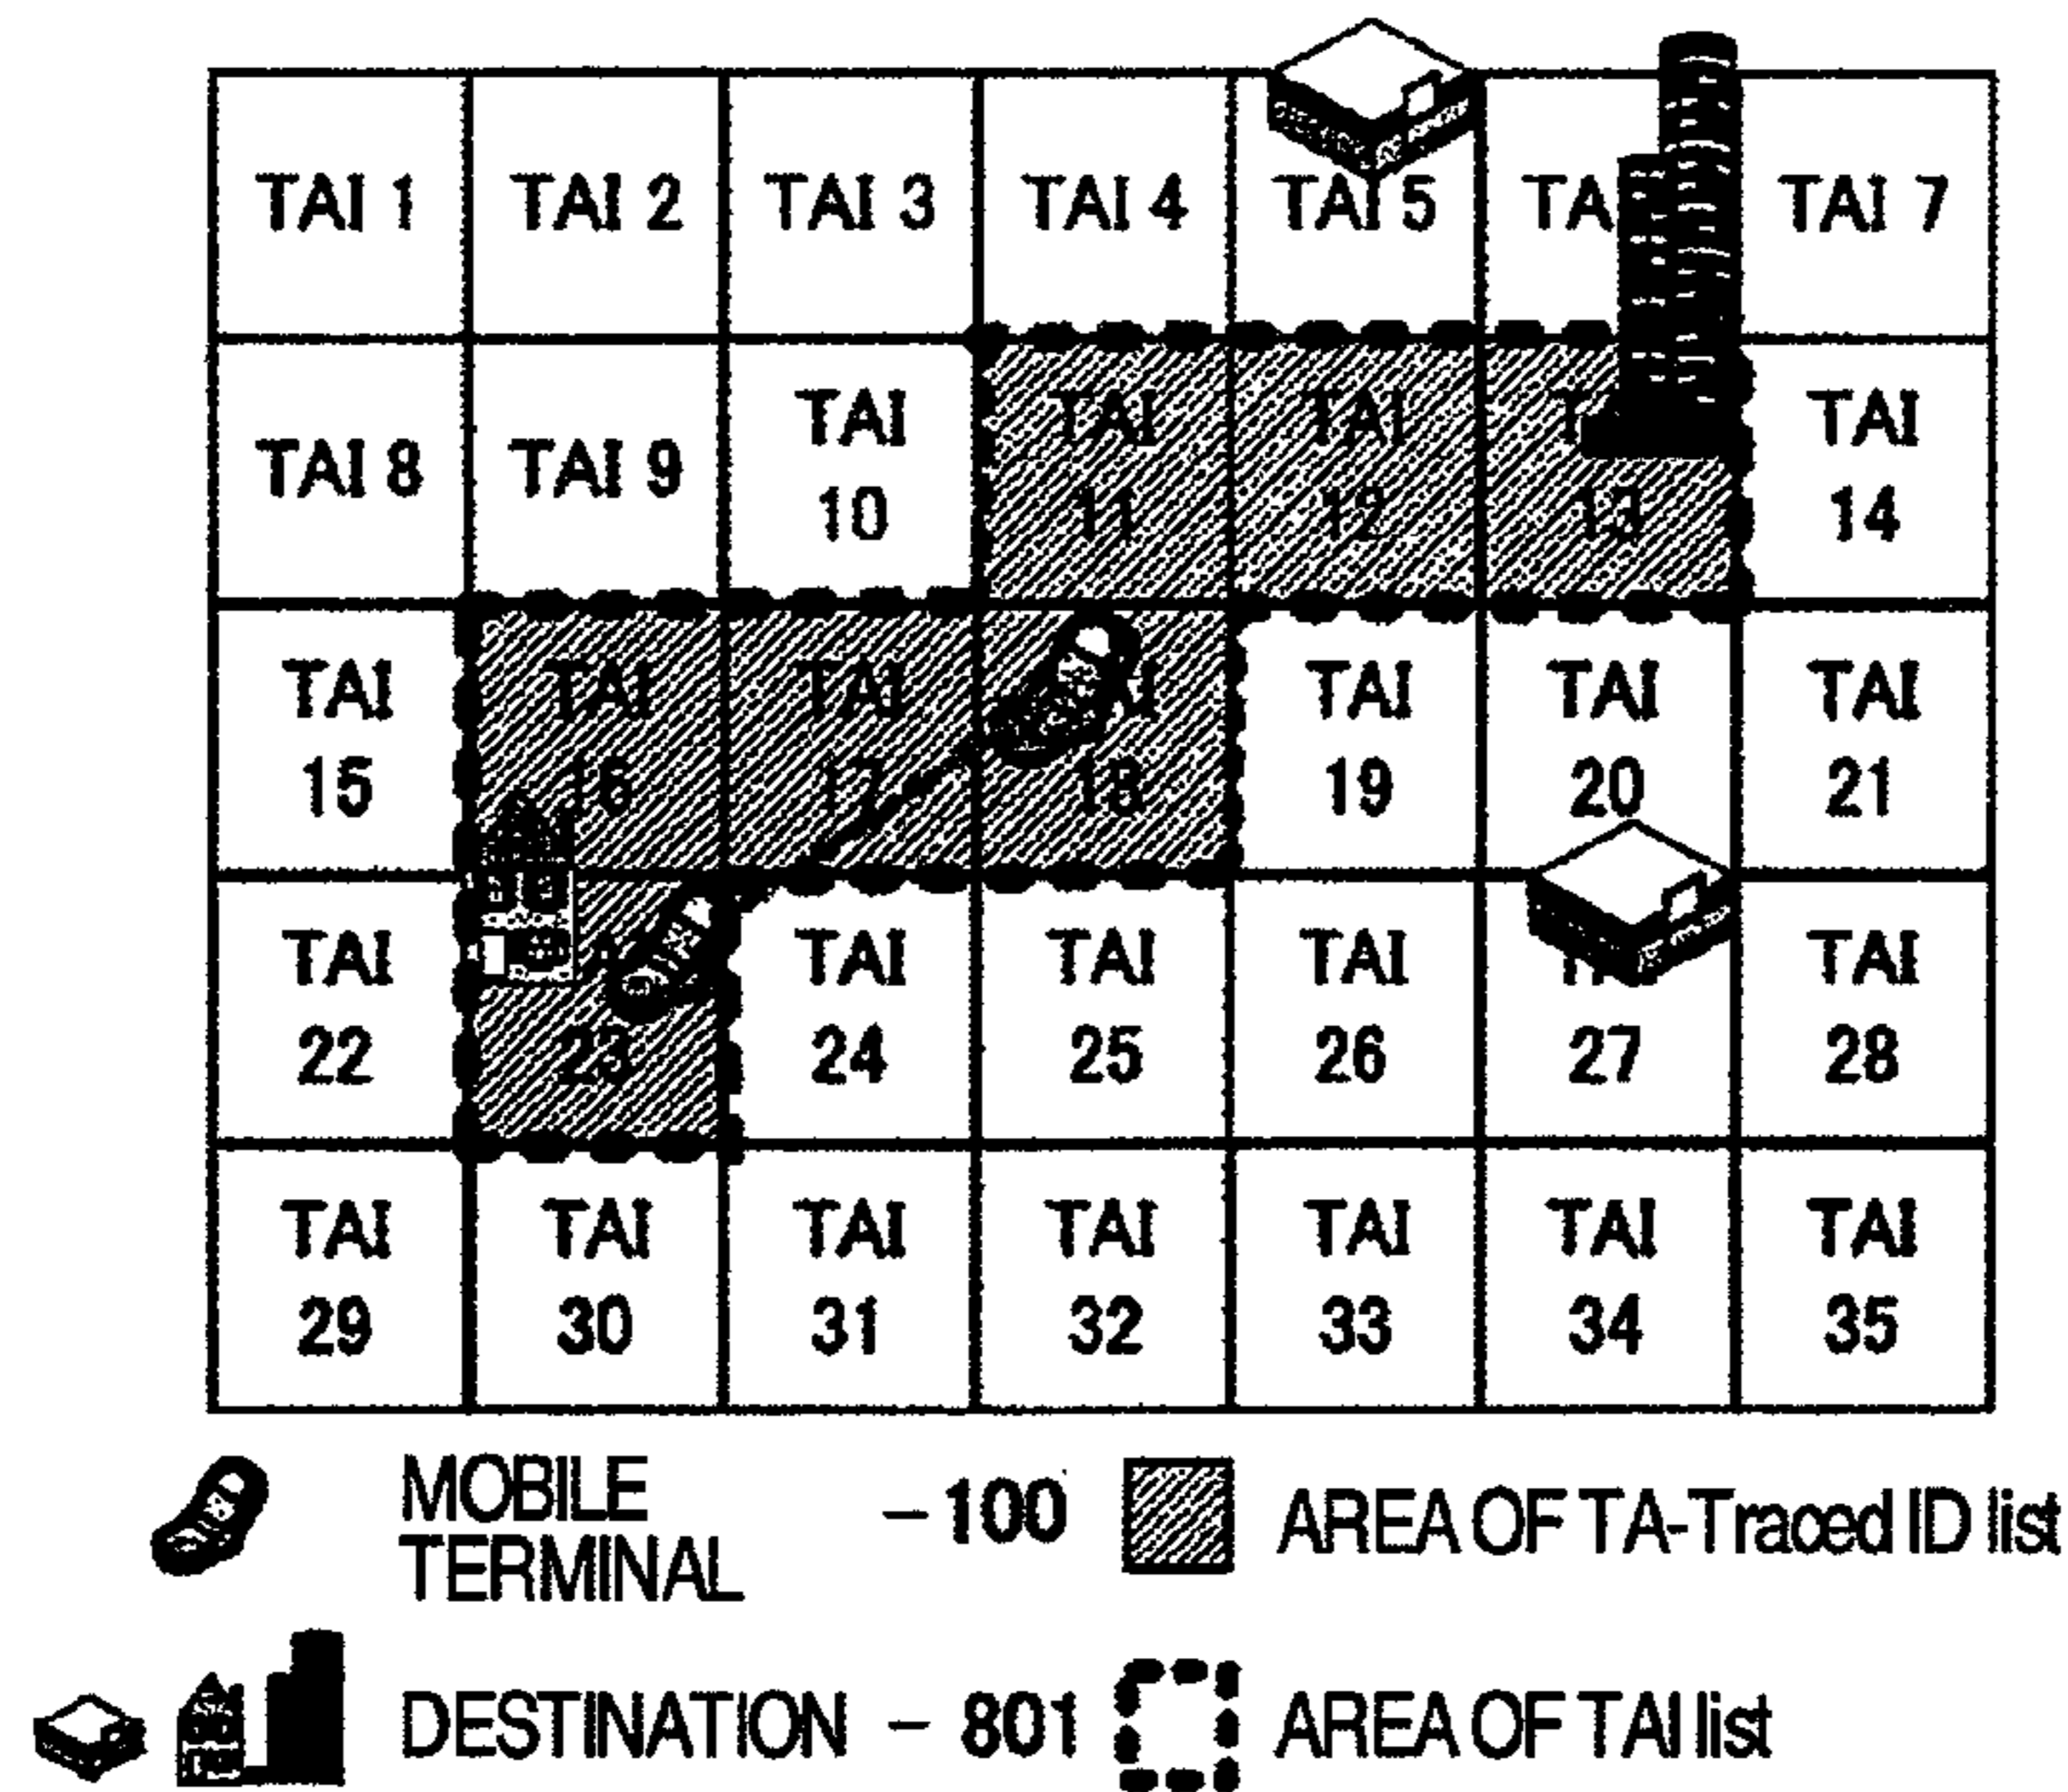 TAI 1 TAI 2 TAI 3 TAI 4 TAI 5 TA TAI 7
TAI 8 TAI 9 TAI 10 TAI 11 TAI 12 13 TAI 14
TAI 15 TAI 16 TAI 17 18 TAI 19 TAI 20 TAI 21
TAI 22 23 TAI 24 TAI 25 TAI 26 27 TAI 28
TAI 29 TAI 30 TAI 31 TAI 32 TAI 33 TAI 34 TAI 35
MOBILE TERMINAL - 100
AREA OF TA-Traced ID list
DESTINATION - 801
AREA OF TAI list